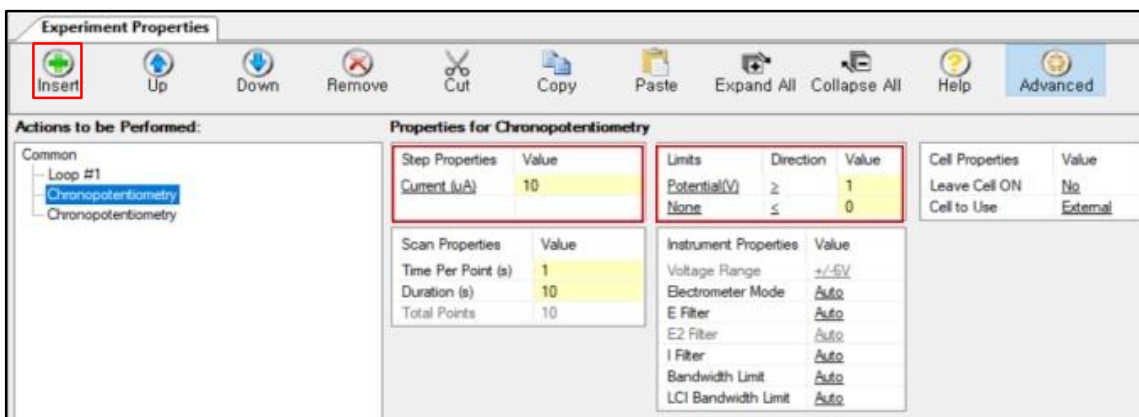 Experiment Properties
Insert Up Down Remove Cut Copy Paste Expand All Collapse All Help Advanced
Actions to be Performed:
Common
Loop #1
Chronopotentiometry
Chronopotentiometry
Properties for Chronopotentiometry
Step Properties Value
Current (uA) 10
Limits Direction Value
Potential(V) ≥ 1
None ≤ 0
Cell Properties Value
Leave Cell ON No
Cell to Use External
Scan Properties Value
Time Per Point (s) 1
Duration (s) 10
Total Points 10
Instrument Properties Value
Voltage Range +/-6V
Electrometer Mode Auto
E Filter Auto
E2 Filter Auto
I Filter Auto
Bandwidth Limit Auto
LCI Bandwidth Limit Auto